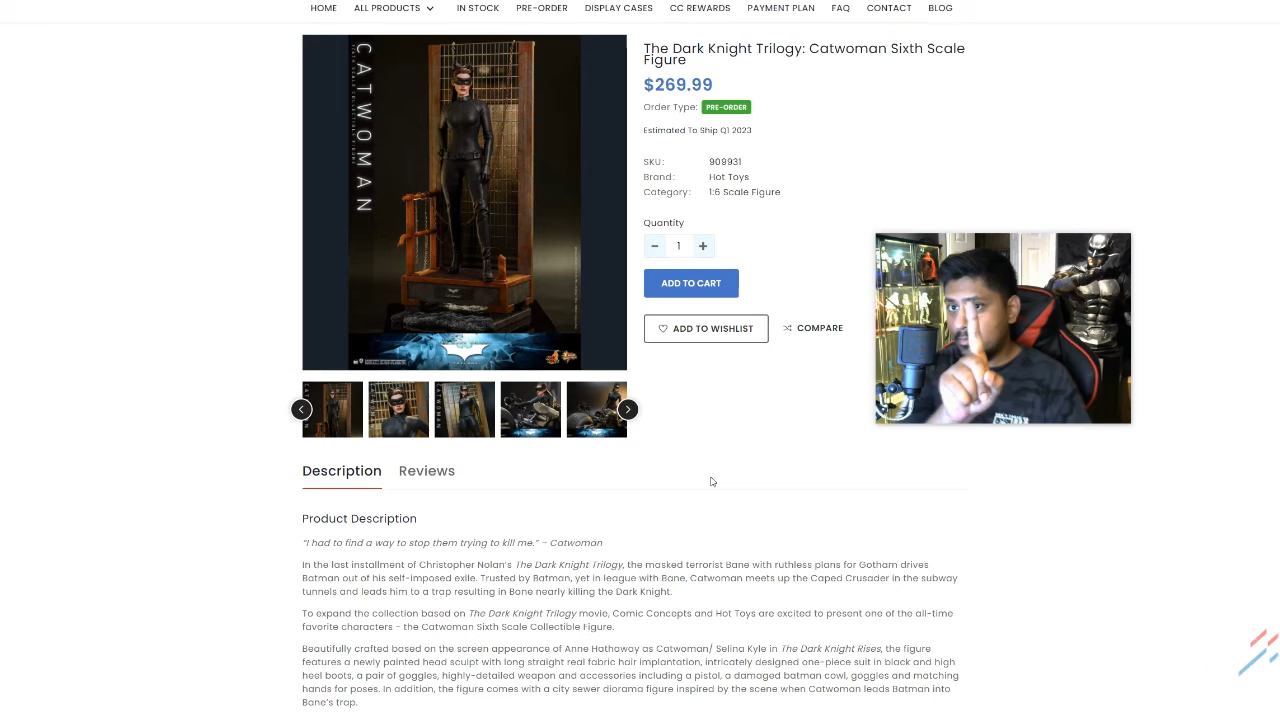 HOME ALL PRODUCTS IN STOCK PRE-ORDER DISPLAY CASES CC REWARDS PAYMENT PLAN FAQ CONTACT BLOG
CATWOMAN
The Dark Knight Trilogy: Catwoman Sixth Scale
Figure
$269.99
Order Type: PRE-ORDER
Estimated To Ship Q1 2023
SKU: 909931
Brand: Hot Toys
Category: 1:6 Scale Figure
Quantity
− 1 +
ADD TO CART
ADD TO WISHLIST COMPARE
Description Reviews
Product Description
“I had to find a way to stop them trying to kill me.” – Catwoman
In the last installment of Christopher Nolan’s The Dark Knight Trilogy, the masked terrorist Bane with ruthless plans for Gotham drives
Batman out of his self-imposed exile. Trusted by Batman, yet in league with Bane, Catwoman meets up the Caped Crusader in the subway
tunnels and leads him to a trap resulting in Bane nearly killing the Dark Knight.
To expand the collection based on The Dark Knight Trilogy movie, Comic Concepts and Hot Toys are excited to present one of the all-time
favorite characters – the Catwoman Sixth Scale Collectible Figure.
Beautifully crafted based on the screen appearance of Anne Hathaway as Catwoman/ Selina Kyle in The Dark Knight Rises, the figure
features a newly painted head sculpt with long straight real fabric hair implantation, intricately designed one-piece suit in black and high
heel boots, a pair of goggles, highly-detailed weapon and accessories including a pistol, a damaged batman cowl, goggles and matching
hands for poses. In addition, the figure comes with a city sewer diorama figure inspired by the scene when Catwoman leads Batman into
Bane’s trap.